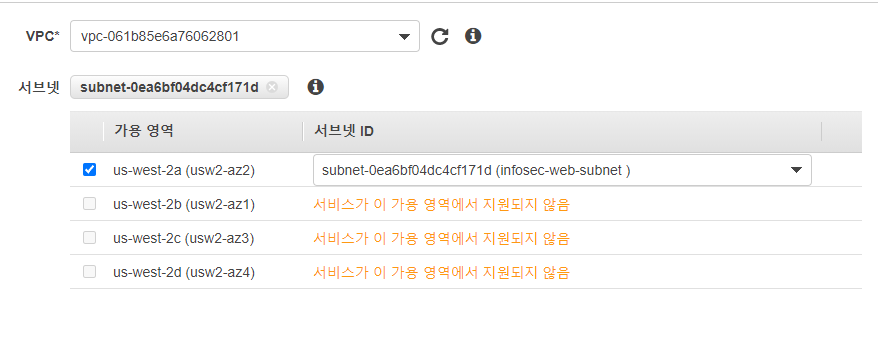 VPC* vpc-061b85e6a76062801
서브넷 subnet-0ea6bf04dc4cf171d
가용 영역 서브넷 ID
us-west-2a (usw2-az2) subnet-0ea6bf04dc4cf171d (infosec-web-subnet )
us-west-2b (usw2-az1) 서비스가 이 가용 영역에서 지원되지 않음
us-west-2c (usw2-az3) 서비스가 이 가용 영역에서 지원되지 않음
us-west-2d (usw2-az4) 서비스가 이 가용 영역에서 지원되지 않음